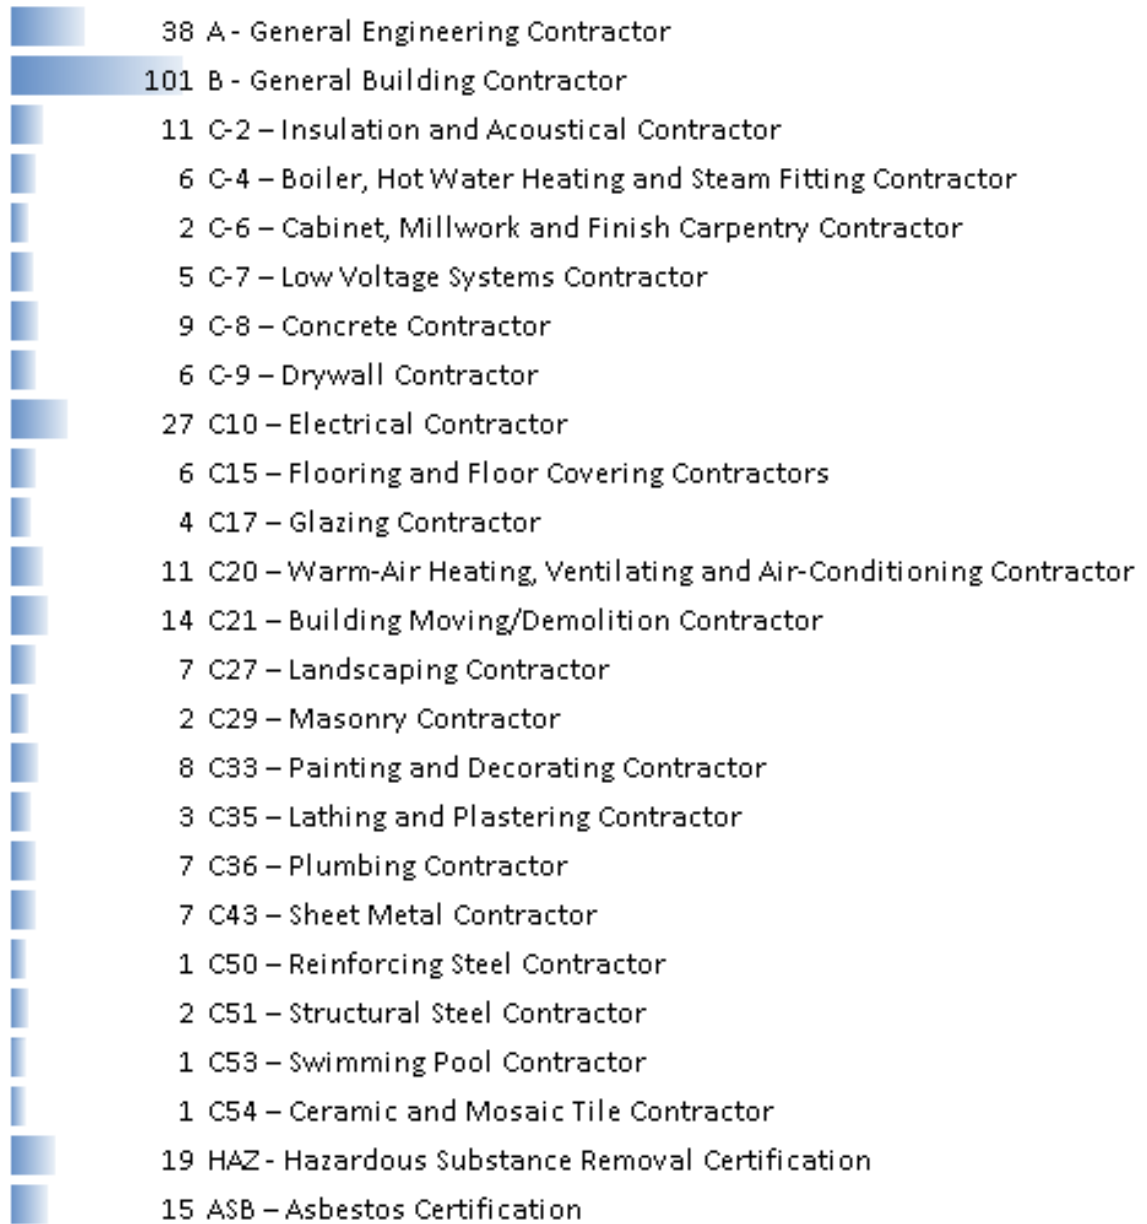 38 A - General Engineering Contractor
101 B - General Building Contractor
11 C-2 – Insulation and Acoustical Contractor
6 C-4 – Boiler, Hot Water Heating and Steam Fitting Contractor
2 C-6 – Cabinet, Millwork and Finish Carpentry Contractor
5 C-7 – Low Voltage Systems Contractor
9 C-8 – Concrete Contractor
6 C-9 – Drywall Contractor
27 C10 – Electrical Contractor
6 C15 – Flooring and Floor Covering Contractors
4 C17 – Glazing Contractor
11 C20 – Warm-Air Heating, Ventilating and Air-Conditioning Contractor
14 C21 – Building Moving/Demolition Contractor
7 C27 – Landscaping Contractor
2 C29 – Masonry Contractor
8 C33 – Painting and Decorating Contractor
3 C35 – Lathing and Plastering Contractor
7 C36 – Plumbing Contractor
7 C43 – Sheet Metal Contractor
1 C50 – Reinforcing Steel Contractor
2 C51 – Structural Steel Contractor
1 C53 – Swimming Pool Contractor
1 C54 – Ceramic and Mosaic Tile Contractor
19 HAZ - Hazardous Substance Removal Certification
15 ASB – Asbestos Certification